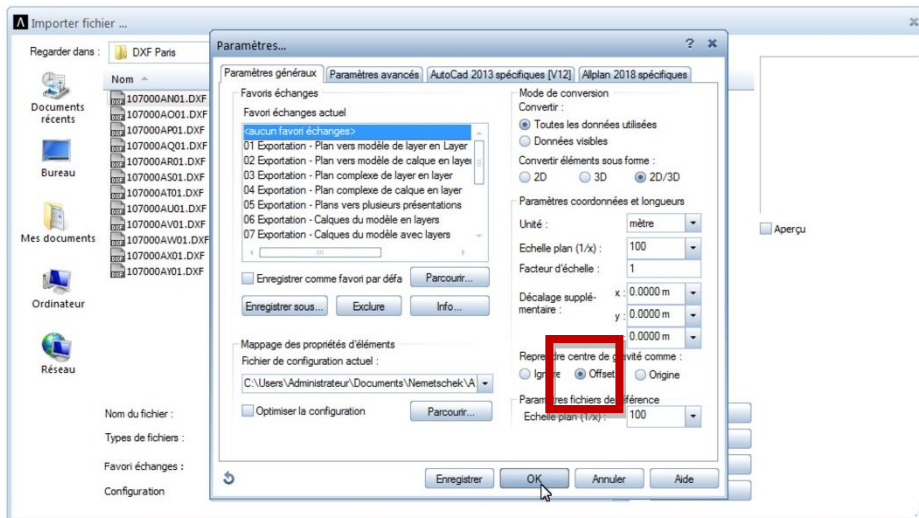 Importer fichier ...
Regarder dans :
DXF Paris
Nom
107000AN01.DXF
107000AO01.DXF
107000AP01.DXF
107000AQ01.DXF
107000AR01.DXF
107000AS01.DXF
107000AT01.DXF
107000AU01.DXF
107000AV01.DXF
107000AW01.DXF
107000AX01.DXF
107000AY01.DXF
Documents
récents
Bureau
Mes documents
Ordinateur
Réseau
Nom du fichier :
Types de fichiers :
Favori échanges :
Configuration
Aperçu
Paramètres...
Paramètres généraux
Paramètres avancés
AutoCad 2013 spécifiques [V12]
Allplan 2018 spécifiques
Favoris échanges
Favori échanges actuel
<aucun favori échanges>
01 Exportation - Plan vers modèle de layer en Layer
02 Exportation - Plan vers modèle de calque en layer
03 Exportation - Plan complexe de layer en layer
04 Exportation - Plan complexe de calque en layer
05 Exportation - Plans vers plusieurs présentations
06 Exportation - Calques du modèle en layers
07 Exportation - Calques du modèle avec layers
Enregistrer comme favori par défa
Parcourir...
Enregistrer sous...
Exclure
Info...
Mappage des propriétés d'éléments
Fichier de configuration actuel :
C:\Users\Administrateur\Documents\Nemetschek\A
Optimiser la configuration
Parcourir...
Mode de conversion
Convertir :
Toutes les données utilisées
Données visibles
Convertir éléments sous forme :
2D
3D
2D/3D
Paramètres coordonnées et longueurs
Unité :
mètre
Echelle plan (1/x) :
100
Facteur d'échelle :
1
Décalage supplé-
mentaire :
x : 0.0000 m
y : 0.0000 m
0.0000 m
Reprendre centre de gravité comme :
Ignore
Offset
Origine
Paramètres fichiers de référence
Echelle plan (1/x) :
100
Enregistrer
OK
Annuler
Aide